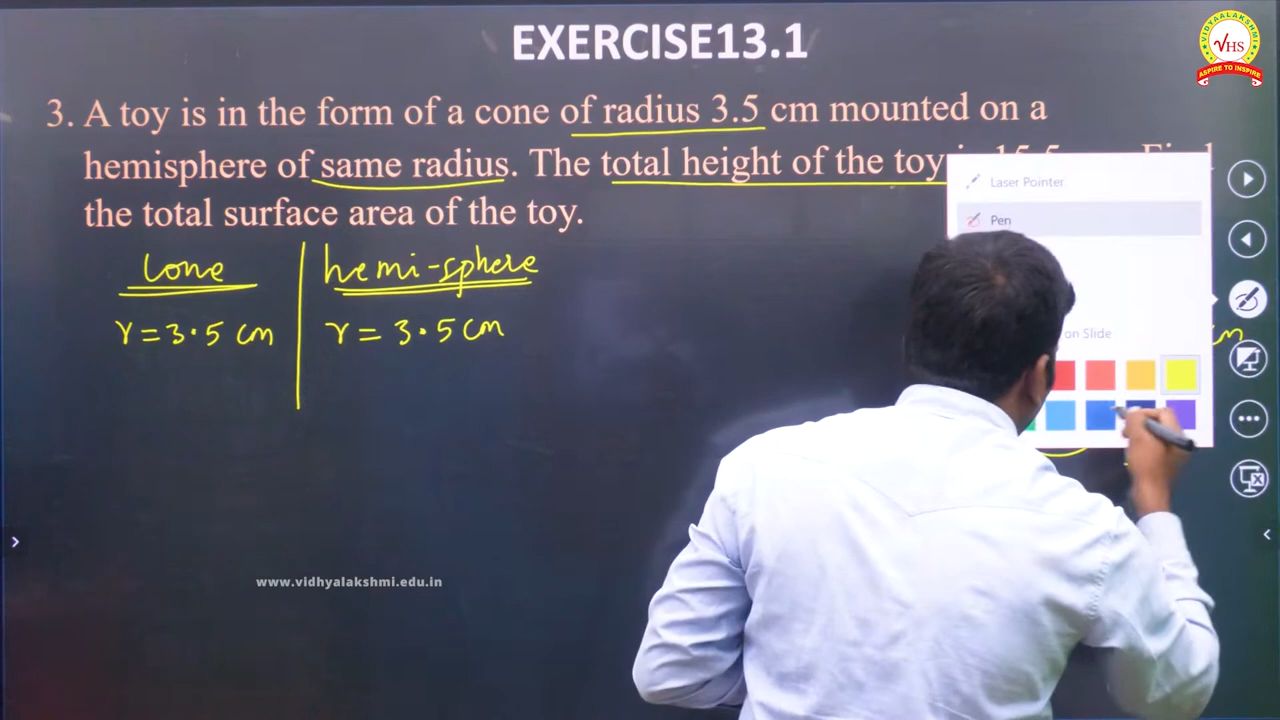 EXERCISE13.1
VIDYAALAKSHMI
VHS
ASPIRE TO INSPIRE
3. A toy is in the form of a cone of radius 3.5 cm mounted on a
hemisphere of same radius. The total height of the toy
the total surface area of the toy.
Laser Pointer
Pen
on Slide
Cone
hemi-sphere
r = 3.5 cm
r = 3.5 cm
cm
www.vidhyalakshmi.edu.in